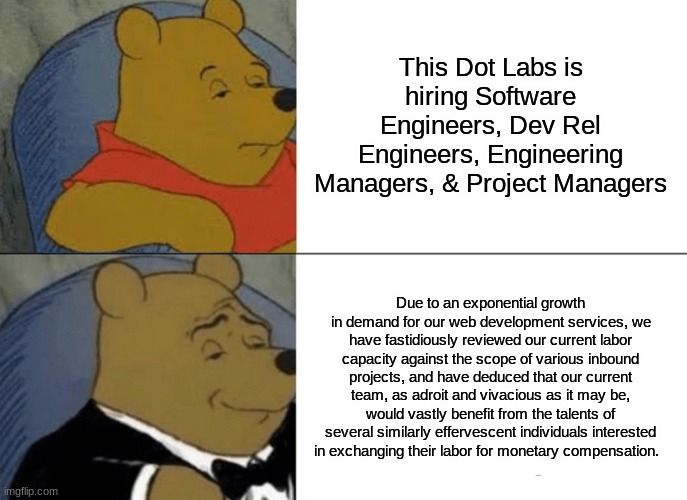 This Dot Labs is
hiring Software
Engineers, Dev Rel
Engineers, Engineering
Managers, & Project Managers
Due to an exponential growth
in demand for our web development services, we
have fastidiously reviewed our current labor
capacity against the scope of various inbound
projects, and have deduced that our current
team, as adroit and vivacious as it may be,
would vastly benefit from the talents of
several similarly effervescent individuals interested
in exchanging their labor for monetary compensation.
imgflip.com